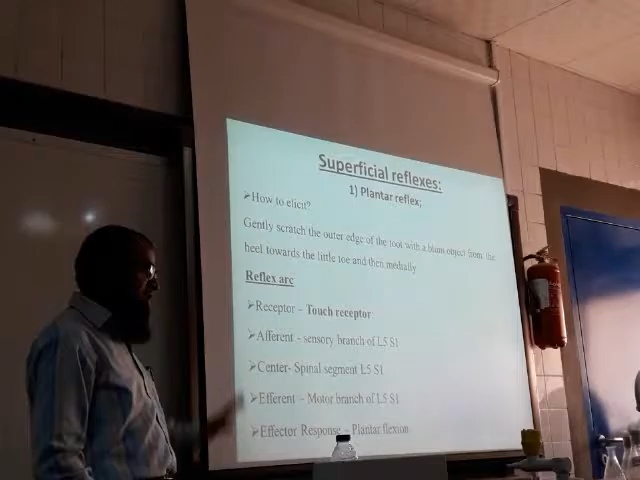 Superficial reflexes:
1) Plantar reflex;
➢How to elicit?
Gently scratch the outer edge of the foot with a blunt object from the
heel towards the little toe and then medially
Reflex arc
➢Receptor – Touch receptor
➢Afferent – sensory branch of L5 S1
➢Center- Spinal segment L5 S1
➢Efferent – Motor branch of L5 S1
➢Effector Response – Plantar flexion